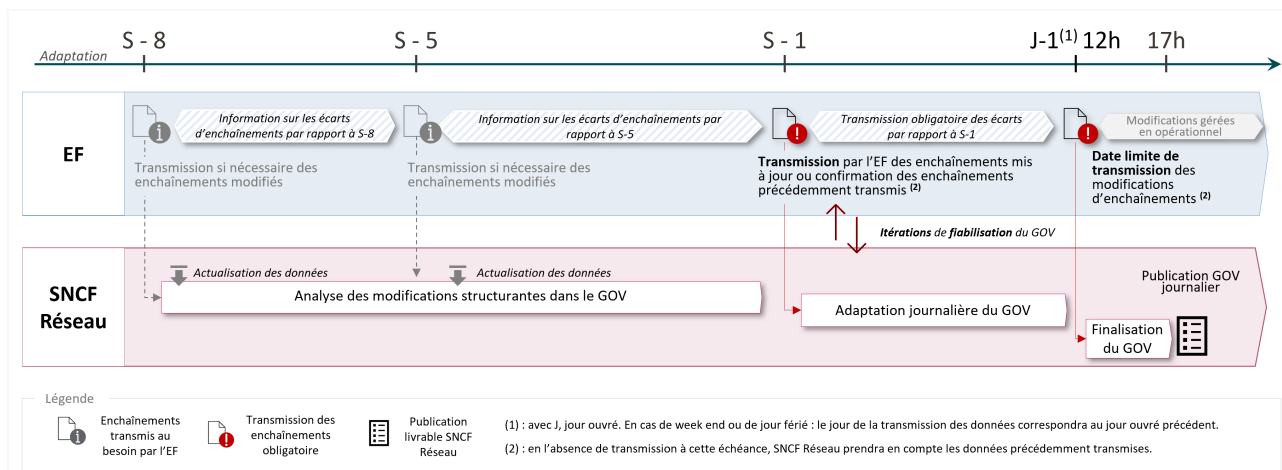 Adaptation
S - 8
S - 5
S - 1
J-1(1) 12h
17h
EF
Information sur les écarts
d’enchaînements par rapport à S-8
Information sur les écarts d’enchaînements par
rapport à S-5
Transmission obligatoire des écarts
par rapport à S-1
Modifications gérées
en opérationnel
Transmission si nécessaire des
enchaînements modifiés
Transmission si nécessaire des
enchaînements modifiés
Transmission par l’EF des enchaînements mis
à jour ou confirmation des enchaînements
précédemment transmis (2)
Date limite de
transmission des
modifications
d’enchaînements (2)
Itérations de fiabilisation du GOV
SNCF
Réseau
Actualisation des données
Actualisation des données
Analyse des modifications structurantes dans le GOV
Adaptation journalière du GOV
Publication GOV
journalier
Finalisation
du GOV
Légende
Enchaînements
transmis au
besoin par l’EF
Transmission des
enchaînements
obligatoire
Publication
livrable SNCF
Réseau
(1) : avec J, jour ouvré. En cas de week end ou de jour férié : le jour de la transmission des données correspondra au jour ouvré précédent.
(2) : en l’absence de transmission à cette échéance, SNCF Réseau prendra en compte les données précédemment transmises.